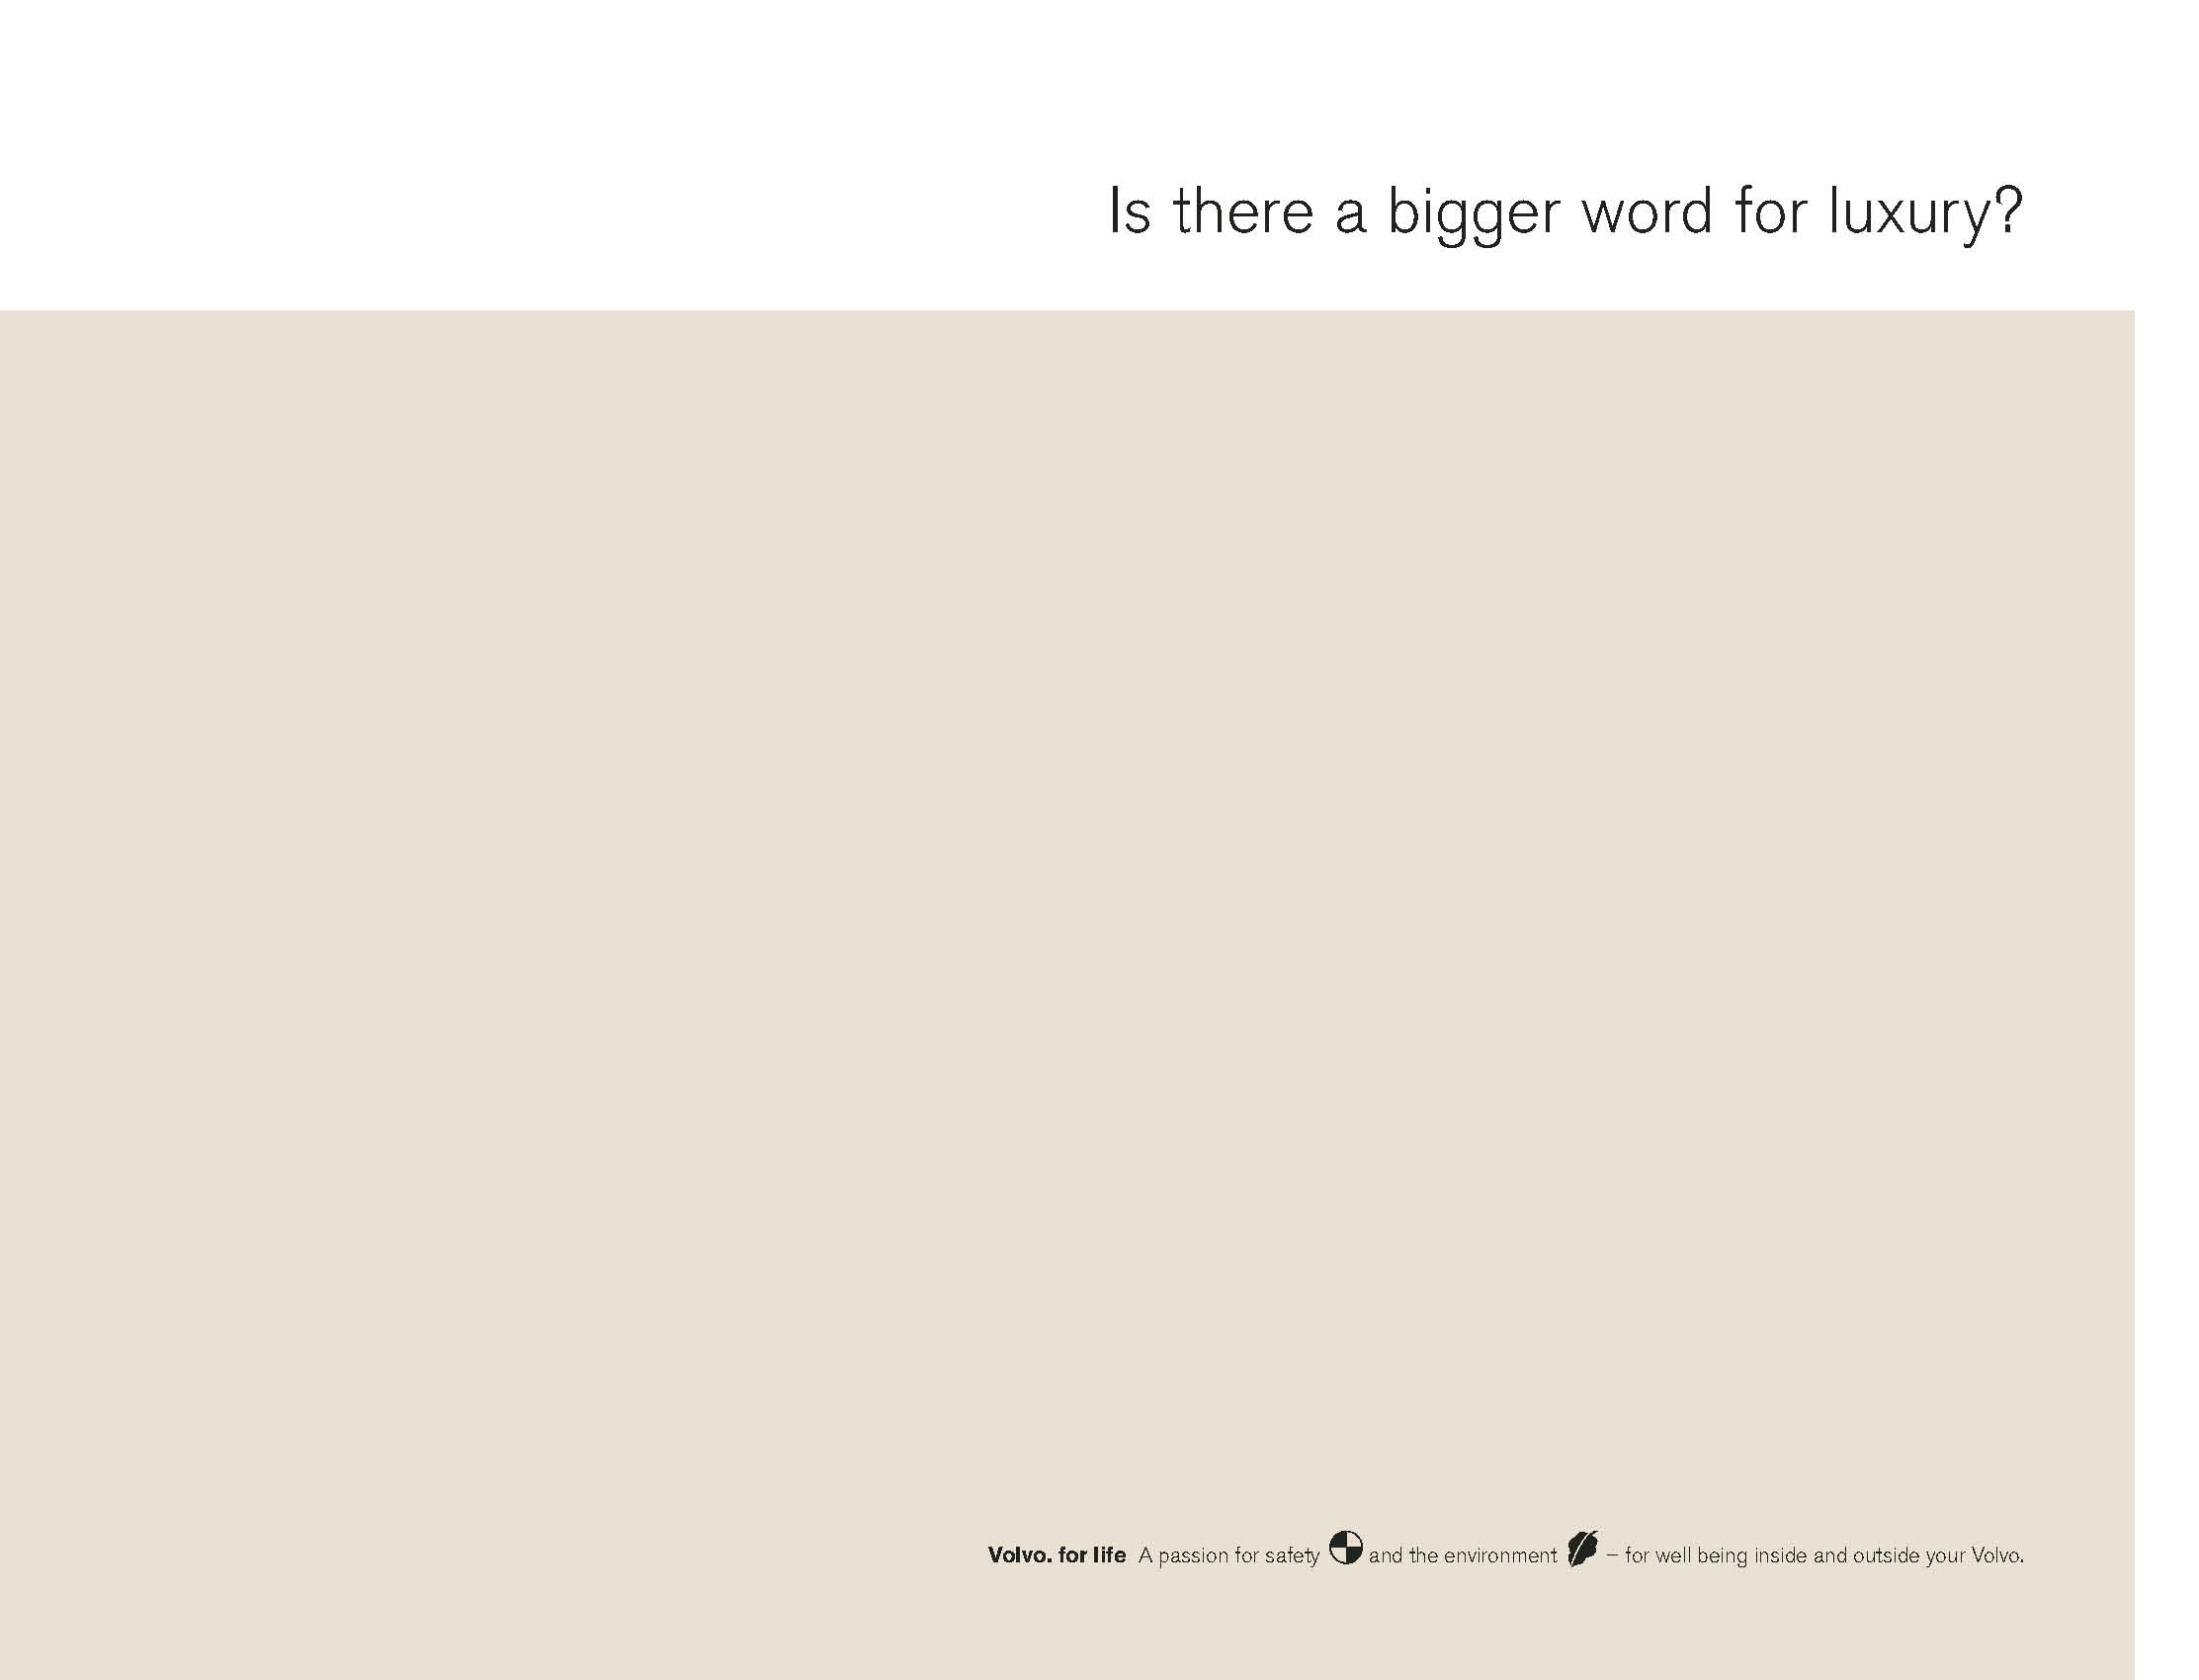 Is there a bigger word for luxury?
Volvo. for life A passion for safety and the environment – for well being inside and outside your Volvo.